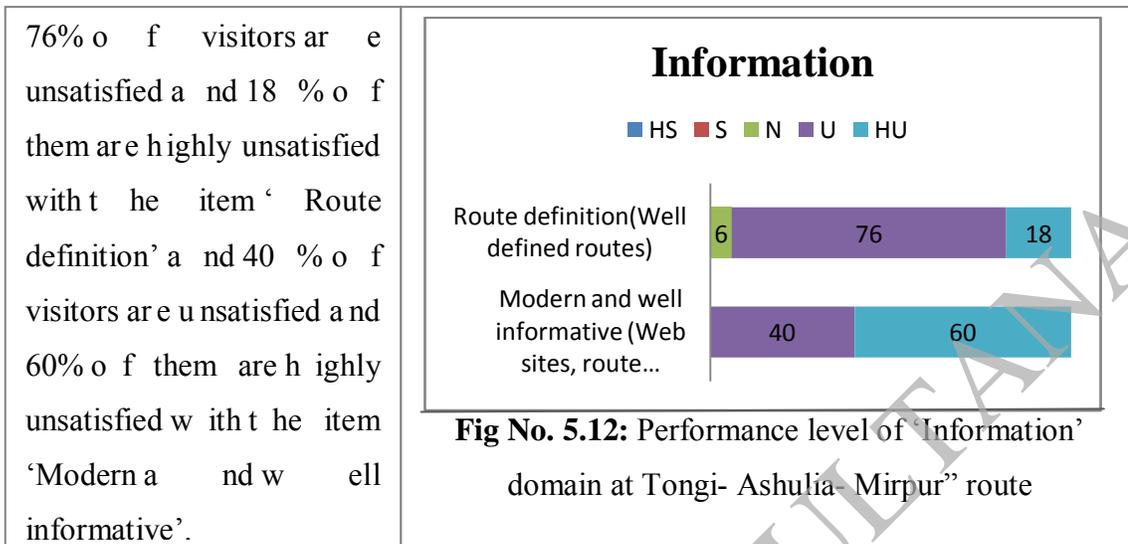 76% o f visitors ar e
unsatisfied a nd 18 % o f
them are h ighly unsatisfied
with t he item ‘ Route
definition’ a nd 40 % o f
visitors are u nsatisfied a nd
60% o f them are h ighly
unsatisfied w ith t he item
‘Modern a nd w ell
informative’.
Information
HS S N U HU
Route definition(Well
defined routes)
6 76 18
Modern and well
informative (Web
sites, route...
40 60
Fig No. 5.12: Performance level of ‘Information’
domain at Tongi- Ashulia- Mirpur” route
ULTANA